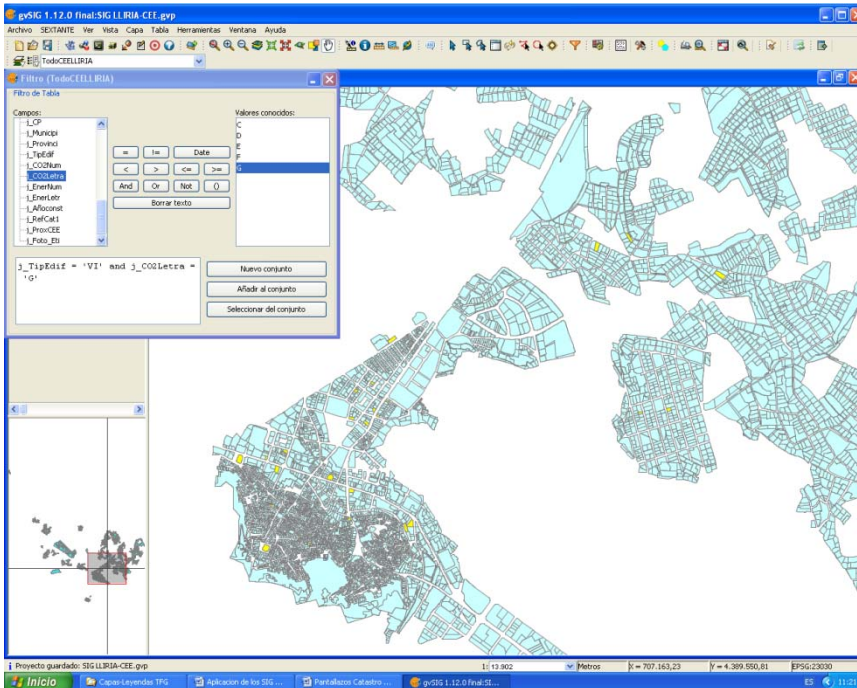 gvSIG 1.12.0 final:SIG LLIRIA-CEE.gvp
Archivo SEXTANTE Ver Vista Capa Tabla Herramientas Ventana Ayuda
TodoCEELLIRIA
Filtro (TodoCEELLIRIA)
Filtro de Tabla
Campos:
Valores conocidos:
j_CP
j_Municipi
j_Provinci
j_TipEdif
j_CO2Num
j_CO2Letra
j_EnerNum
j_EnerLetr
j_Añoconst
j_RefCat1
j_ProxCEE
j_Foto_Eti
= != Date
< > <= >=
And Or Not ()
Borrar texto
C
D
E
F
G
j_TipEdif = 'VI' and j_CO2Letra =
'G'
Nuevo conjunto
Añadir al conjunto
Seleccionar del conjunto
Proyecto guardado: SIG LLIRIA-CEE.gvp
1: 13.902
Metros
X = 707.163,23
Y = 4.389.550,81
EPSG:23030
Inicio
Capas-Leyendas TFG
Aplicacion de los SIG ...
Pantallazos Catastro ...
gvSIG 1.12.0 final:SI...
ES
11:21